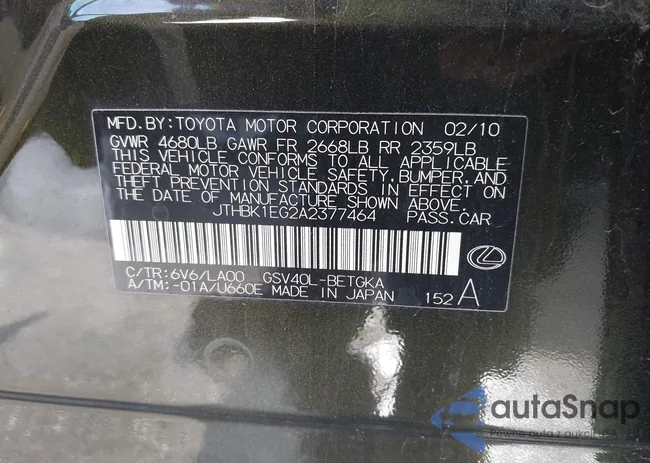 MFD.BY:TOYOTA MOTOR CORPORATION 02/10
GVWR 4680LB GAWR FR 2668LB RR 2359LB
THIS VEHICLE CONFORMS TO ALL APPLICABLE
FEDERAL MOTOR VEHICLE SAFETY, BUMPER, AND
THEFT PREVENTION STANDARDS IN EFFECT ON
THE DATE OF MANUFACTURE SHOWN ABOVE.
JTHBK1EG2A2377464 PASS.CAR
C/TR:6V6/LA00 GSV40L-BETGKA
A/TM:-01A/U660E MADE IN JAPAN 152 A
autaSnap